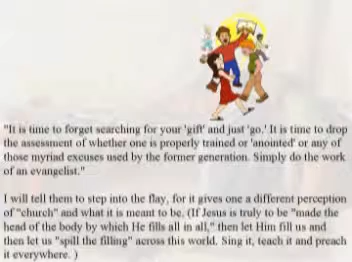 "It is time to forget searching for your 'gift' and just 'go.' It is time to drop
the assessment of whether one is properly trained or 'anointed' or any of
those myriad excuses used by the former generation. Simply do the work
of an evangelist."
I will tell them to step into the flay, for it gives one a different perception
of "church" and what it is meant to be. (If Jesus is truly to be "made the
head of the body by which He fills all in all," then let Him fill us and
then let us "spill the filling" across this world. Sing it, teach it and preach
it everywhere. )